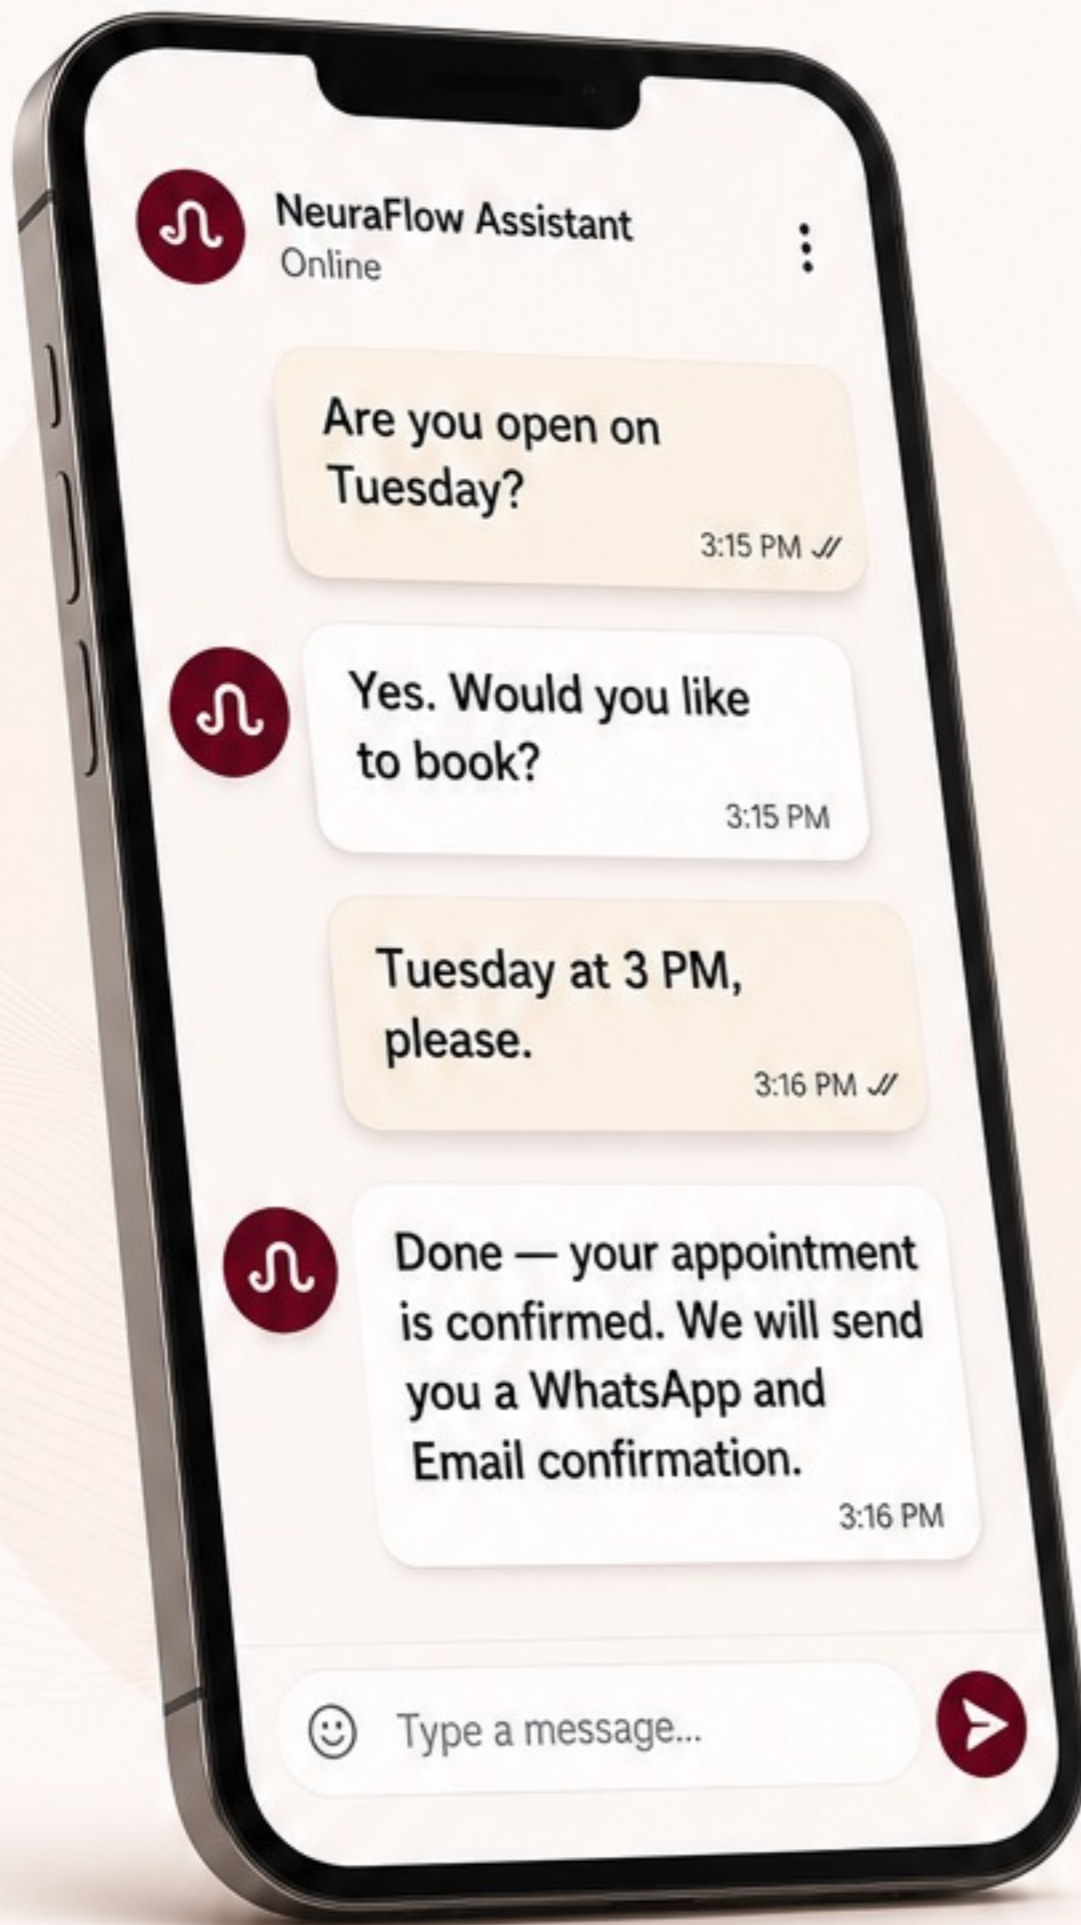 NeuraFlow Assistant
Online
Are you open on
Tuesday?
3:15 PM
Yes. Would you like
to book?
3:15 PM
Tuesday at 3 PM,
please.
3:16 PM
Done — your appointment
is confirmed. We will send
you a WhatsApp and
Email confirmation.
3:16 PM
Type a message...